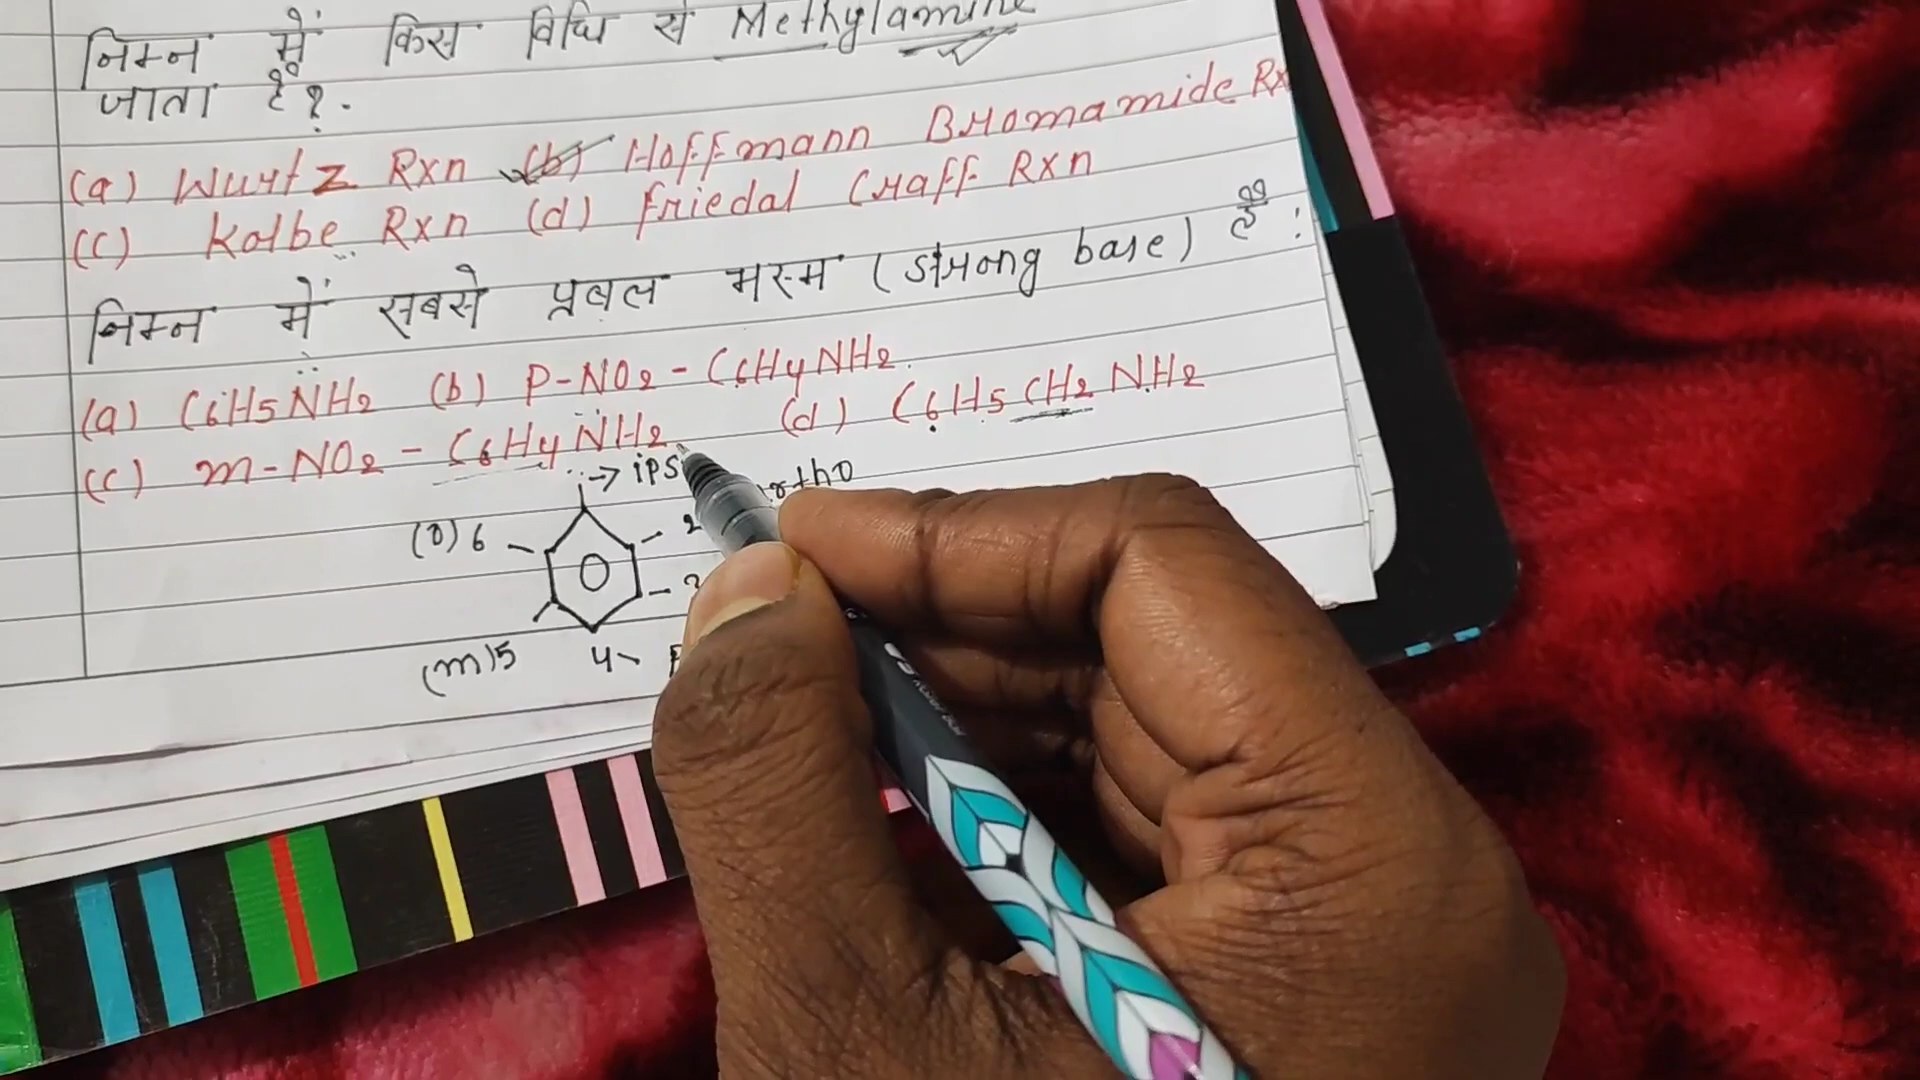 निम्न में किस विधि से Methylamine
जाता है?
(a) Wurtz Rxn (b) Hoffmann Bromamide Rx
(c) Kolbe Rxn (d) Friedal Craff Rxn
निम्न में सबसे प्रबल भस्म (strong base) है :
(a) C6H5NH2 (b) P-NO2-C6H4NH2
(c) m-NO2-C6H4NH2 (d) C6H5CH2NH2
→ ips
(o) 6
2
(m)5
4-